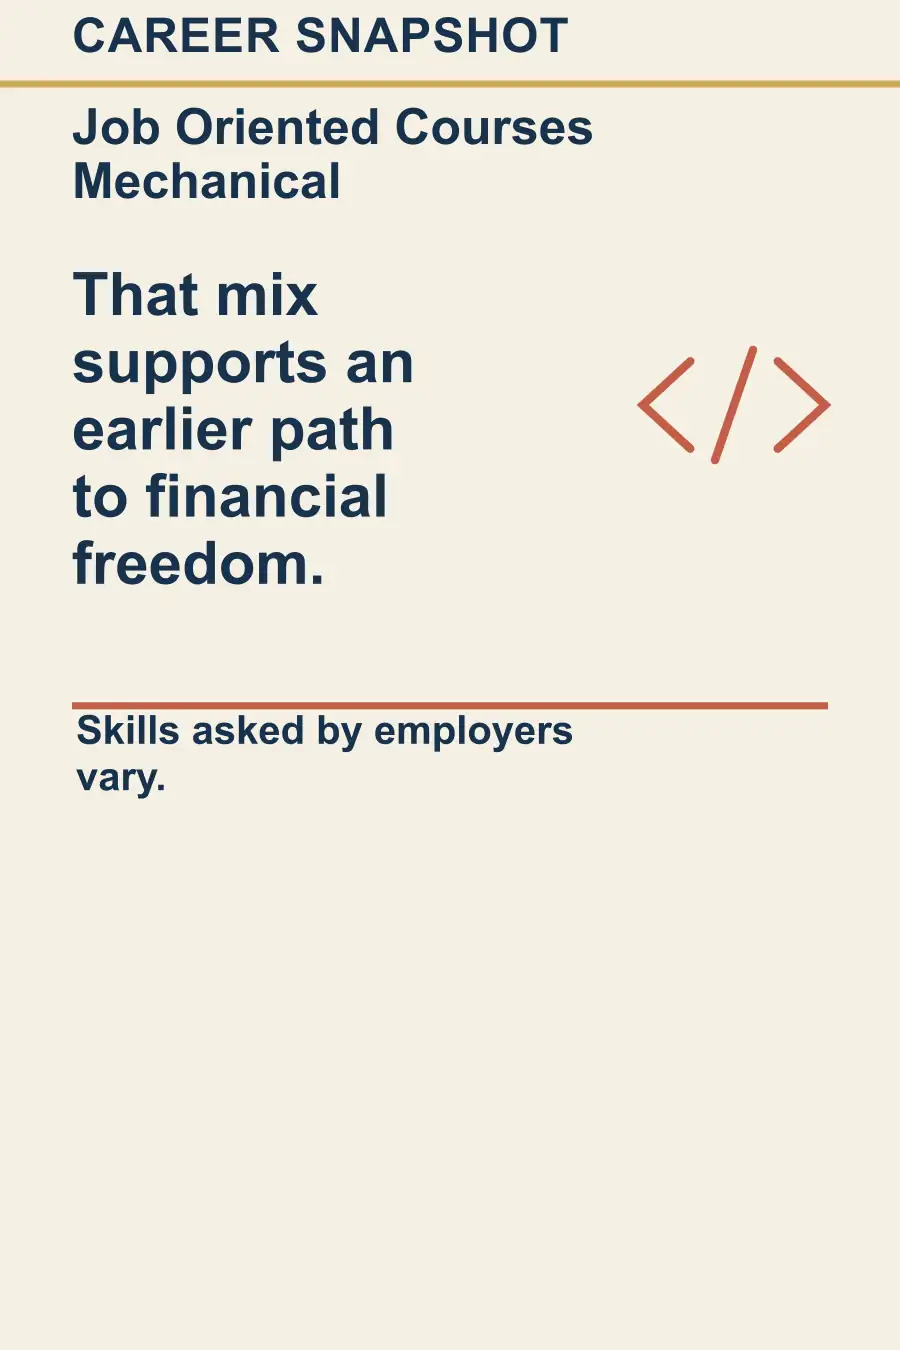 CAREER SNAPSHOT
Job Oriented Courses
Mechanical
That mix
supports an
earlier path
to financial
freedom.
Skills asked by employers
vary.